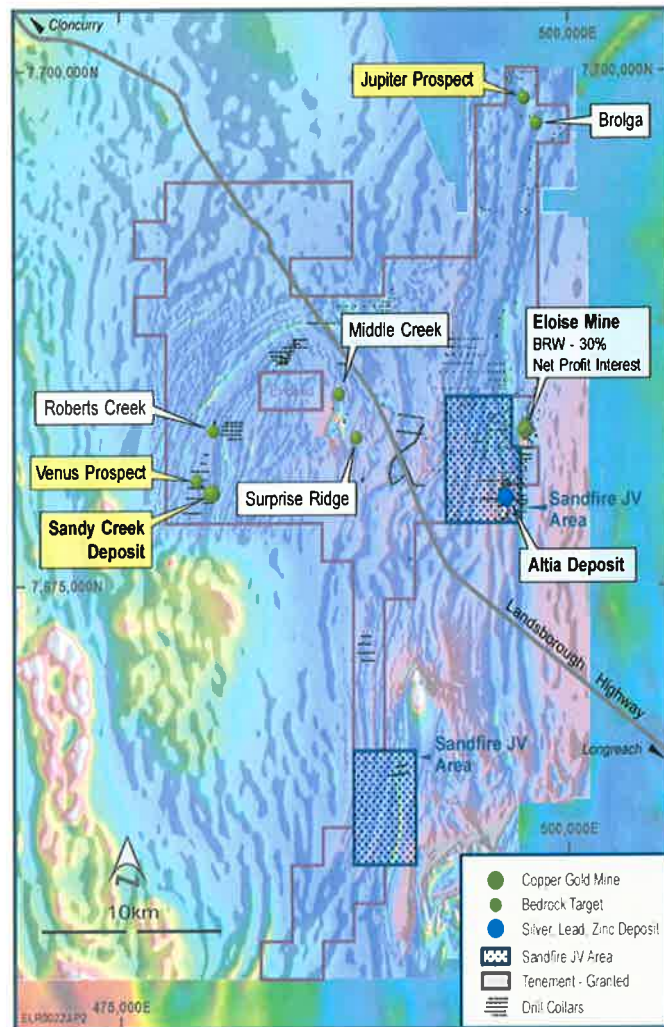 Cloncurry
500,000E
7,700,000N
7,700,000N
Jupiter Prospect
Brolga
Eloise Mine
BRW - 30%
Net Profit Interest
Middle Creek
Roberts Creek
Venus Prospect
Surprise Ridge
Sandy Creek
Deposit
Sandfire JV
Area
Altia Deposit
7,675,000N
Landsborough Highway
Sandfire JV
Area
Longreach
500,000E
10km
Copper Gold Mine
Bedrock Target
Silver, Lead, Zinc Deposit
Sandfire JV Area
Tenement - Granted
Drill Collars
475,000E